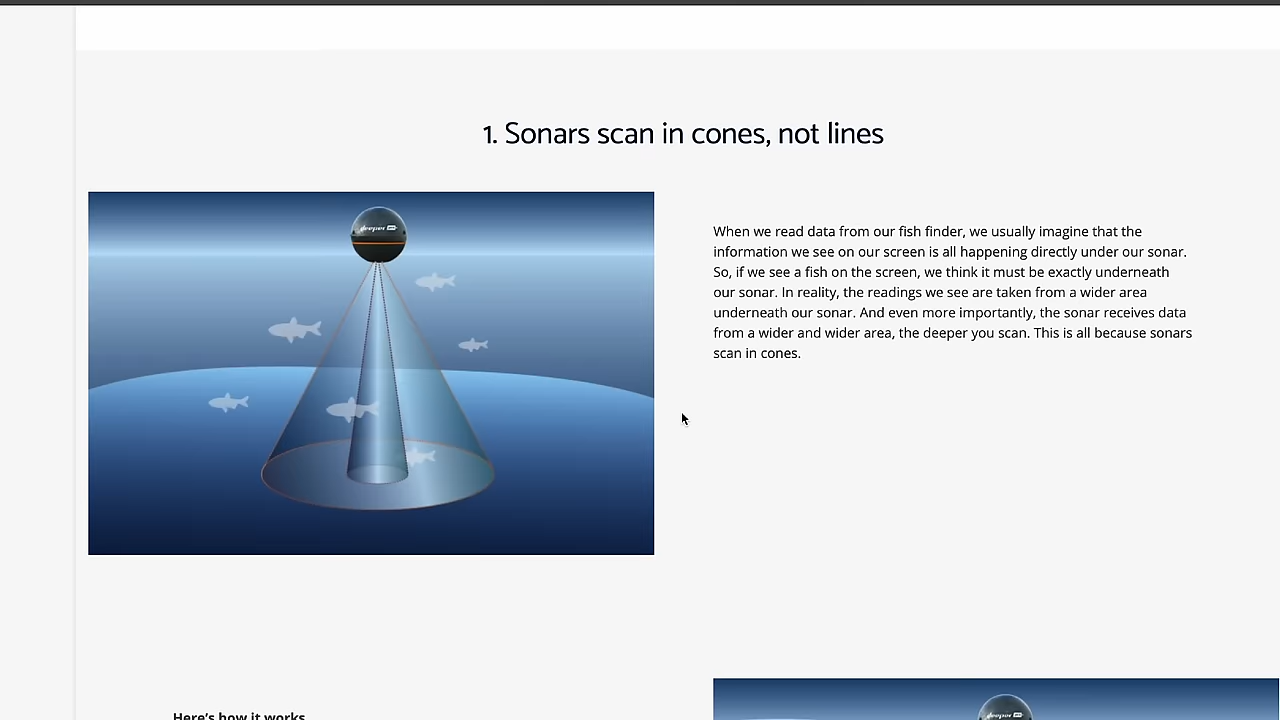 1. Sonars scan in cones, not lines
deeper
When we read data from our fish finder, we usually imagine that the
information we see on our screen is all happening directly under our sonar.
So, if we see a fish on the screen, we think it must be exactly underneath
our sonar. In reality, the readings we see are taken from a wider area
underneath our sonar. And even more importantly, the sonar receives data
from a wider and wider area, the deeper you scan. This is all because sonars
scan in cones.
Here's how it works
deeper